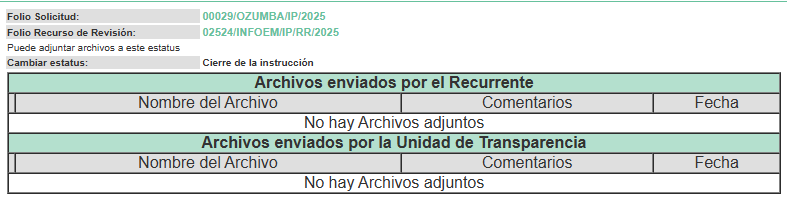 Folio Solicitud: 00029/OZUMBA/IP/2025
Folio Recurso de Revisión: 02524/INFOEM/IP/RR/2025
Puede adjuntar archivos a este estatus
Cambiar estatus: Cierre de la instrucción
Archivos enviados por el Recurrente
Nombre del Archivo Comentarios Fecha
No hay Archivos adjuntos
Archivos enviados por la Unidad de Transparencia
Nombre del Archivo Comentarios Fecha
No hay Archivos adjuntos